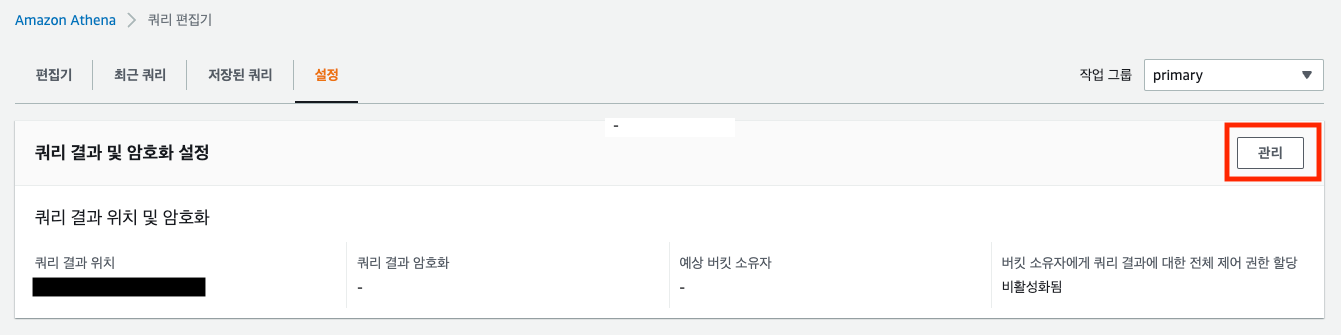 Amazon Athena > 쿼리 편집기
편집기 최근 쿼리 저장된 쿼리 설정 작업 그룹 primary
-
쿼리 결과 및 암호화 설정 관리
쿼리 결과 위치 및 암호화
쿼리 결과 위치 쿼리 결과 암호화 예상 버킷 소유자 버킷 소유자에게 쿼리 결과에 대한 전체 제어 권한 할당
- - 비활성화됨